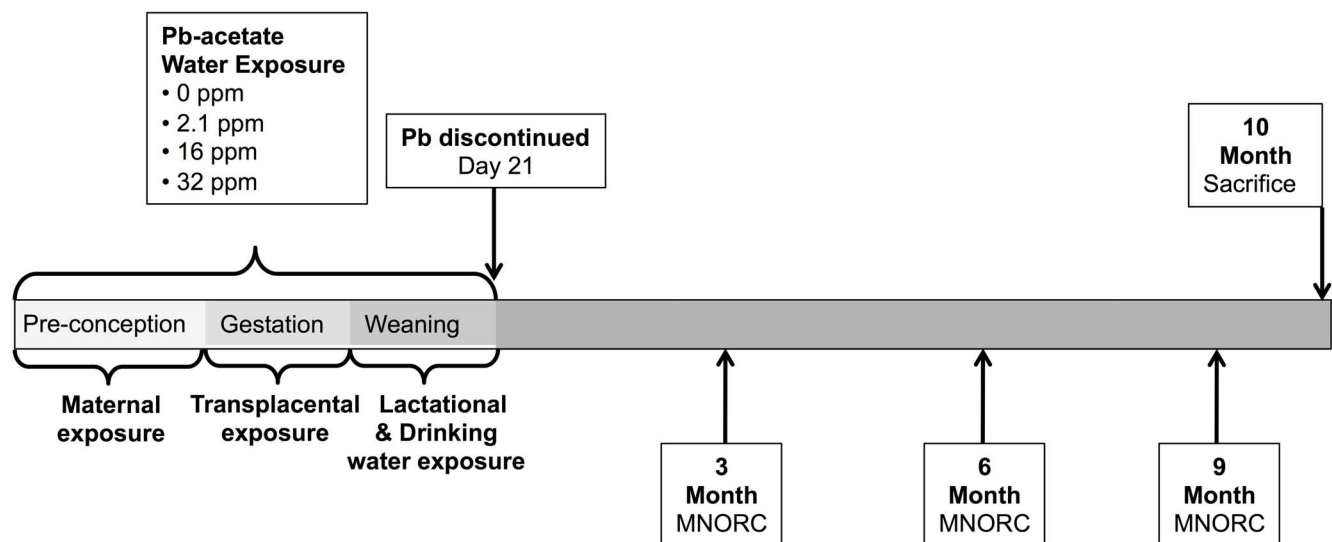 Pb-acetate
Water Exposure
• 0 ppm
• 2.1 ppm
• 16 ppm
• 32 ppm
Pb discontinued
Day 21
10
Month
Sacrifice
Pre-conception
Gestation
Weaning
Maternal
exposure
Transplacental
exposure
Lactational
& Drinking
water exposure
3
Month
MNORC
6
Month
MNORC
9
Month
MNORC